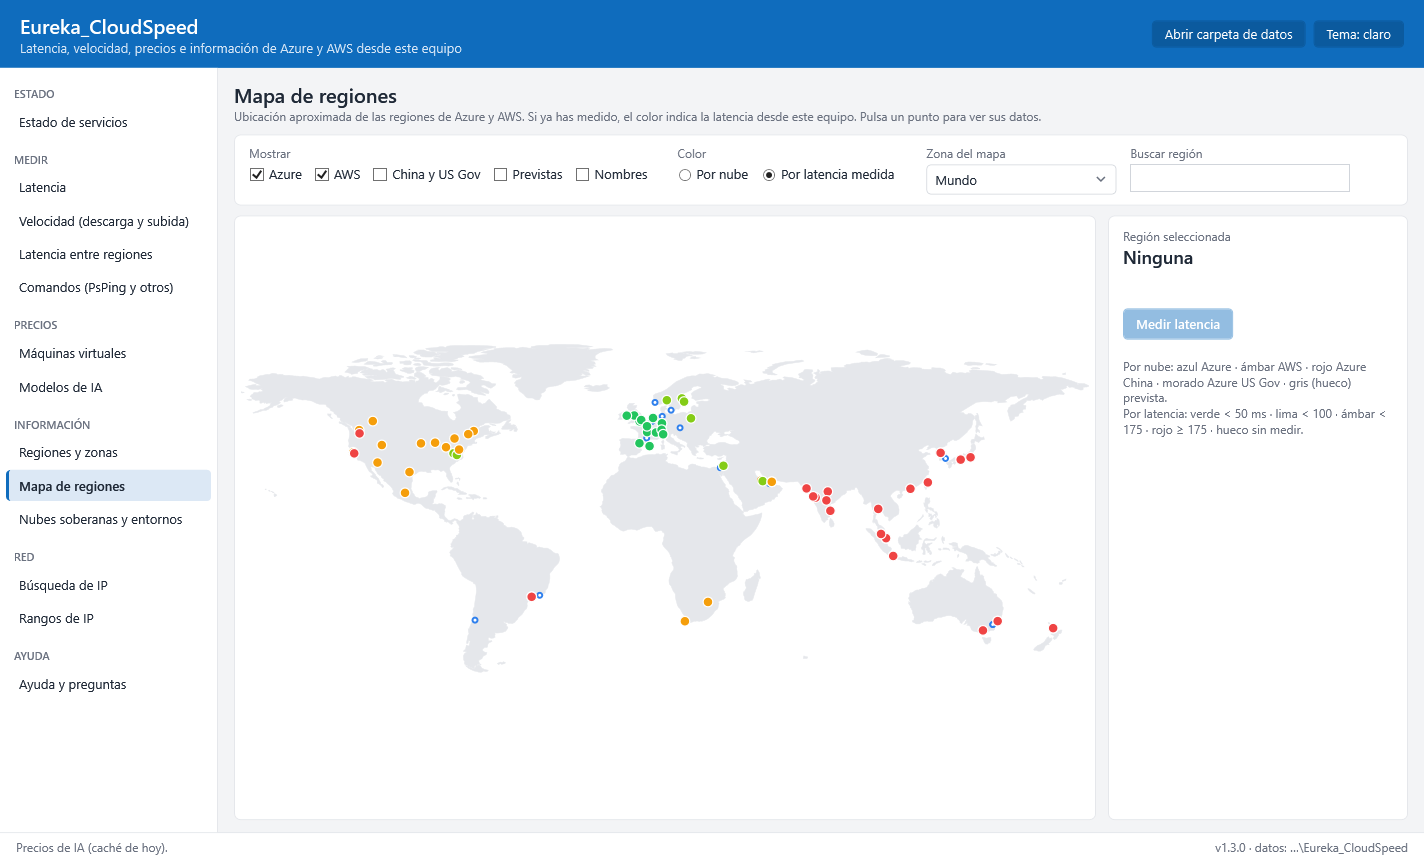 Eureka_CloudSpeed
Latencia, velocidad, precios e información de Azure y AWS desde este equipo
Abrir carpeta de datos
Tema: claro
ESTADO
Estado de servicios
MEDIR
Latencia
Velocidad (descarga y subida)
Latencia entre regiones
Comandos (PsPing y otros)
PRECIOS
Máquinas virtuales
Modelos de IA
INFORMACIÓN
Regiones y zonas
Mapa de regiones
Nubes soberanas y entornos
RED
Búsqueda de IP
Rangos de IP
AYUDA
Ayuda y preguntas
Mapa de regiones
Ubicación aproximada de las regiones de Azure y AWS. Si ya has medido, el color indica la latencia desde este equipo. Pulsa un punto para ver sus datos.
Mostrar
Azure
AWS
China y US Gov
Previstas
Nombres
Color
Por nube
Por latencia medida
Zona del mapa
Mundo
Buscar región
Región seleccionada
Ninguna
Medir latencia
Por nube: azul Azure · ámbar AWS · rojo Azure
China · morado Azure US Gov · gris (hueco)
prevista.
Por latencia: verde < 50 ms · lima < 100 · ámbar <
175 · rojo ≥ 175 · hueco sin medir.
Precios de IA (caché de hoy).
v1.3.0 · datos: ...\Eureka_CloudSpeed